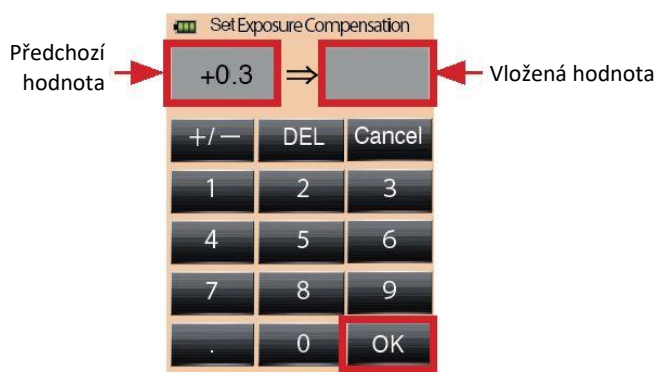 Set Exposure Compensation
Předchozí
hodnota
+0.3 ⇒
Vložená hodnota
+/− DEL Cancel
1 2 3
4 5 6
7 8 9
. 0 OK